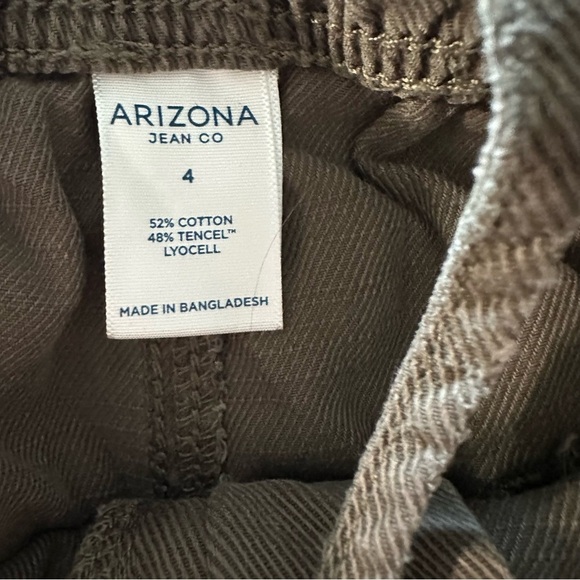 ARIZONA
JEAN CO
4
52% COTTON
48% TENCEL™
LYOCELL
MADE IN BANGLADESH